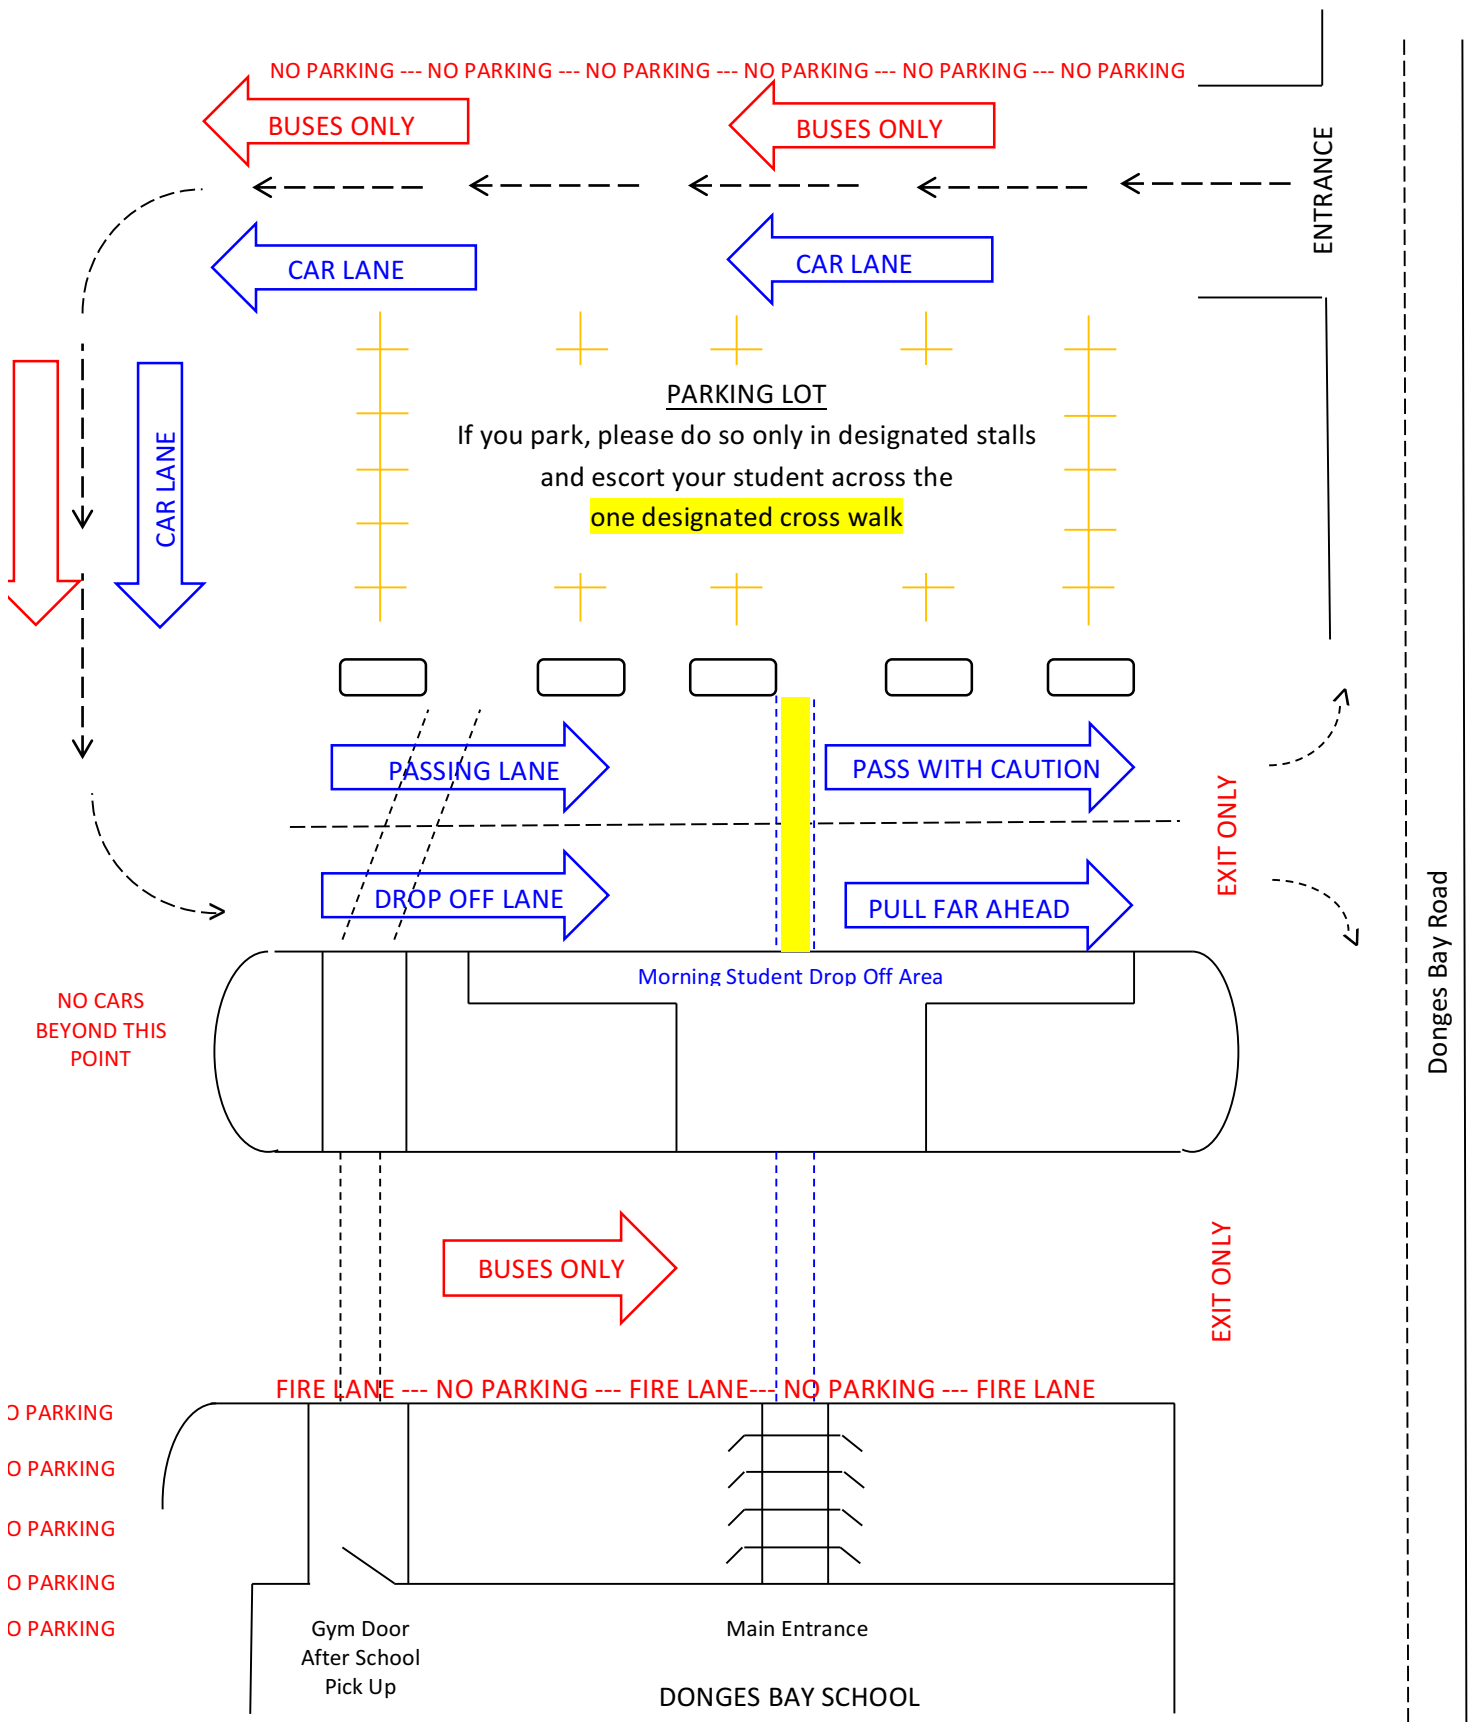 NO PARKING --- NO PARKING --- NO PARKING --- NO PARKING --- NO PARKING --- NO PARKING
BUSES ONLY
BUSES ONLY
ENTRANCE
CAR LANE
CAR LANE
PARKING LOT
If you park, please do so only in designated stalls
and escort your student across the
one designated cross walk
CAR LANE
PASSING LANE
PASS WITH CAUTION
EXIT ONLY
DROP OFF LANE
PULL FAR AHEAD
Donges Bay Road
Morning Student Drop Off Area
NO CARS
BEYOND THIS
POINT
BUSES ONLY
EXIT ONLY
FIRE LANE --- NO PARKING --- FIRE LANE--- NO PARKING --- FIRE LANE
O PARKING
O PARKING
O PARKING
O PARKING
O PARKING
Gym Door
After School
Pick Up
Main Entrance
DONGES BAY SCHOOL